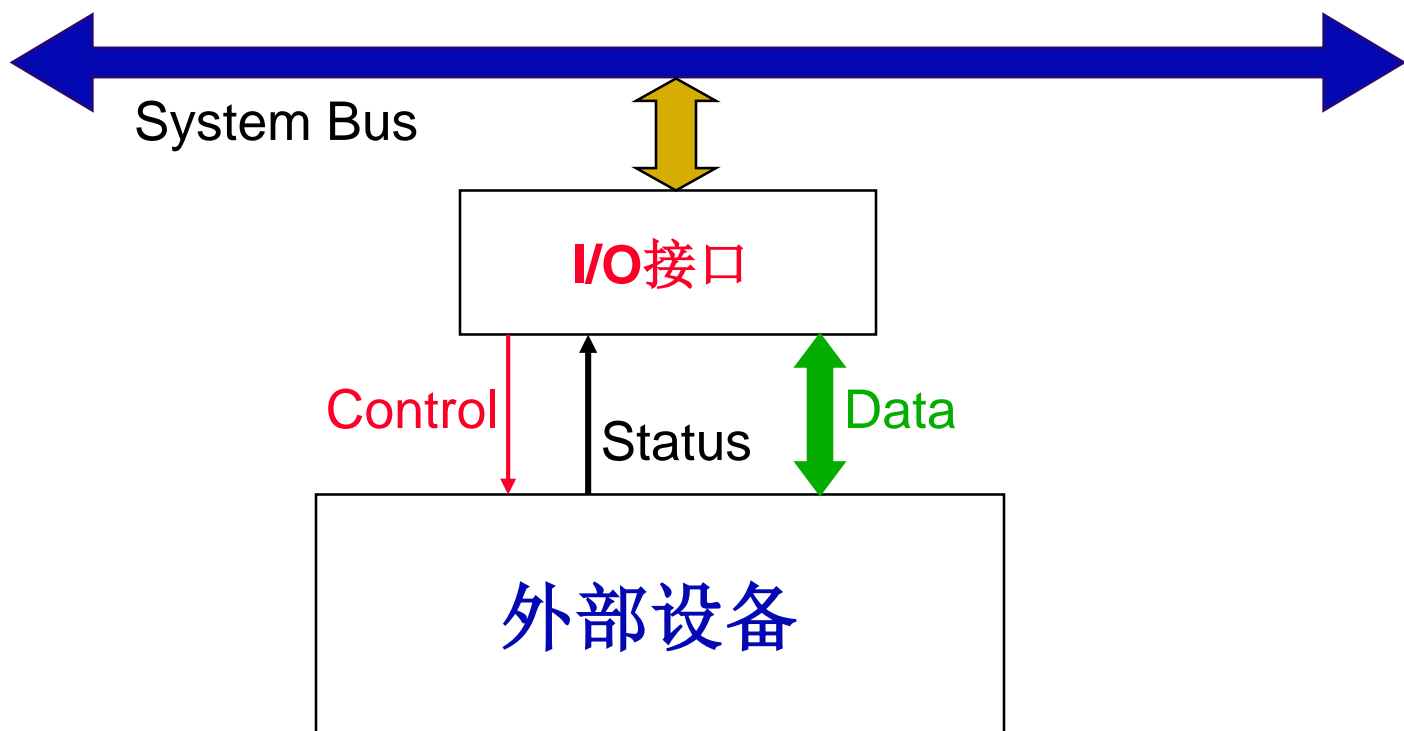 System Bus
I/O接口
Control
Status
Data
外部设备